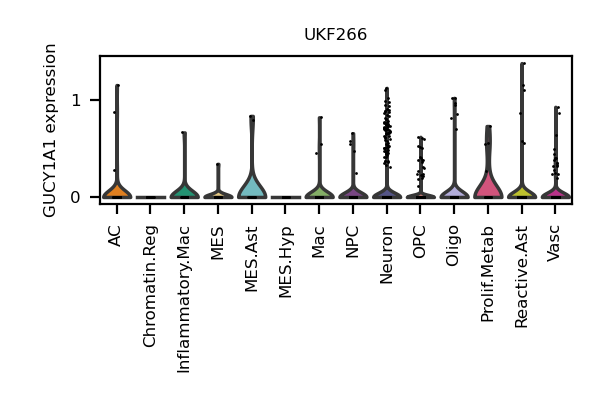 UKF266
GUCY1A1 expression
1
0
AC
Chromatin.Reg
Inflammatory.Mac
MES
MES.Ast
MES.Hyp
Mac
NPC
Neuron
OPC
Oligo
Prolif.Metab
Reactive.Ast
Vasc